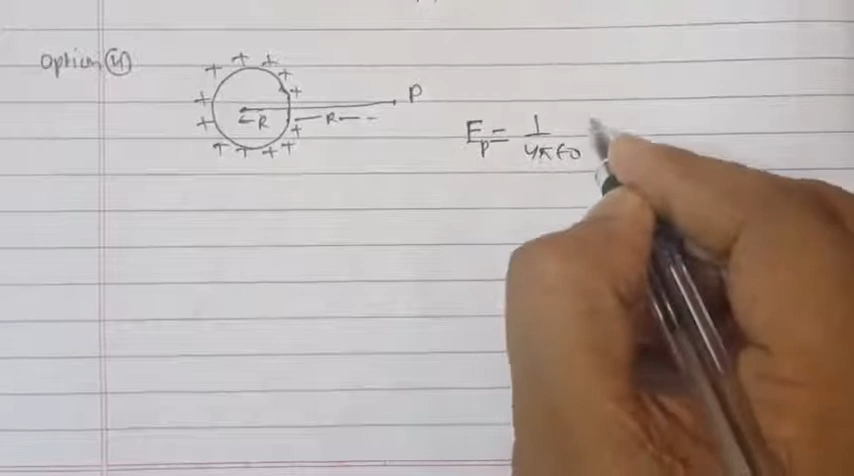 Option (ii)
P
R
R
Ep = 1/4πε0